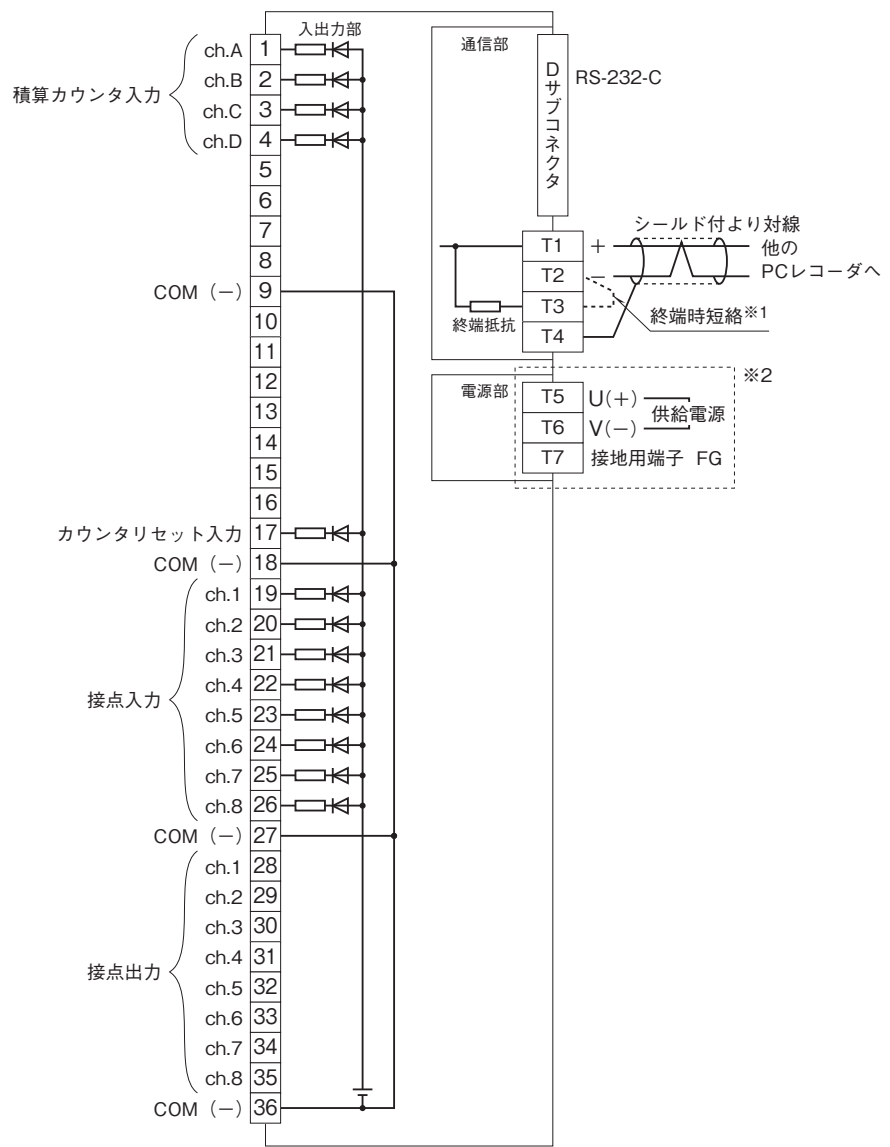 入出力部
積算カウンタ入力
ch.A 1
ch.B 2
ch.C 3
ch.D 4
5
6
7
8
COM (−) 9
10
11
12
13
14
15
16
カウンタリセット入力 17
COM (−) 18
接点入力
ch.1 19
ch.2 20
ch.3 21
ch.4 22
ch.5 23
ch.6 24
ch.7 25
ch.8 26
COM (−) 27
接点出力
ch.1 28
ch.2 29
ch.3 30
ch.4 31
ch.5 32
ch.6 33
ch.7 34
ch.8 35
COM (−) 36
通信部
Dサブコネクタ
RS-232-C
シールド付より対線
T1 +
T2 −
T3
T4
他の
PCレコーダへ
終端抵抗
終端時短絡※1
※2
電源部
T5 U(+)
T6 V(−)
供給電源
T7 接地用端子 FG